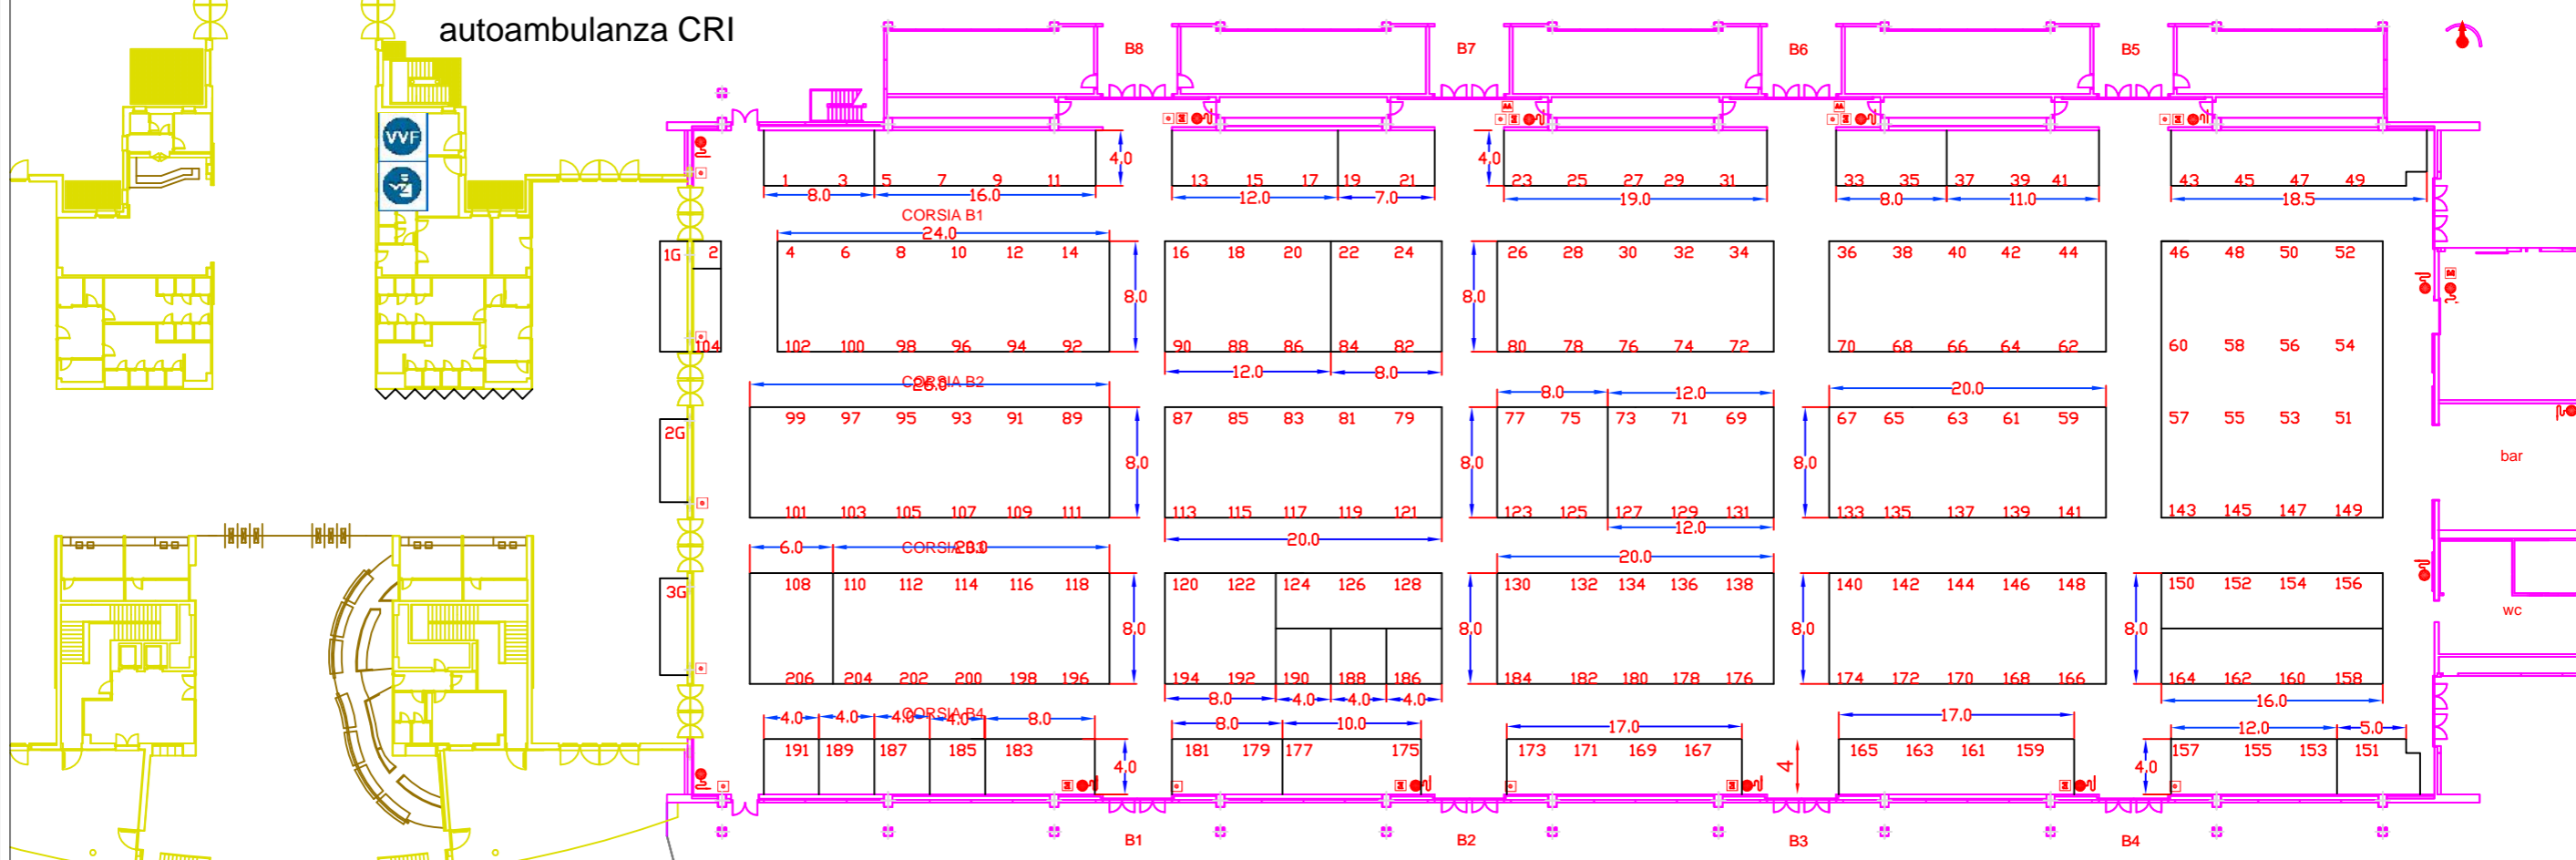 autoambulanza CRI
B8 B7 B6 B5
VVF
4,0 4,0
1 3 5 7 9 11 13 15 17 19 21 23 25 27 29 31 33 35 37 39 41 43 45 47 49
8.0 16.0 12.0 7.0 19.0 8.0 11.0 18.5
CORSIA B1
24.0
1G 2 4 6 8 10 12 14 16 18 20 22 24 26 28 30 32 34 36 38 40 42 44 46 48 50 52
8,0 8,0
104 102 100 98 96 94 92 90 88 86 84 82 80 78 76 74 72 70 68 66 64 62 60 58 56 54
12.0 8.0
CORSIA B2
26.0 8.0 12.0 20.0
2G 99 97 95 93 91 89 87 85 83 81 79 77 75 73 71 69 67 65 63 61 59 57 55 53 51
8,0 8,0 8,0
bar
101 103 105 107 109 111 113 115 117 119 121 123 125 127 129 131 133 135 137 139 141 143 145 147 149
20.0 12.0
6.0 CORSIA B3 20.0 20.0
3G 108 110 112 114 116 118 120 122 124 126 128 130 132 134 136 138 140 142 144 146 148 150 152 154 156
wc
8,0 8,0 8,0 8,0
206 204 202 200 198 196 194 192 190 188 186 184 182 180 178 176 174 172 170 168 166 164 162 160 158
8.0 4.0 4.0 4.0 16.0
CORSIA B4
4.0 4.0 4.0 4.0 8.0 8.0 10.0 17.0 17.0 12.0 5.0
191 189 187 185 183 181 179 177 175 173 171 169 167 165 163 161 159 157 155 153 151
4,0 4 4,0
B1 B2 B3 B4